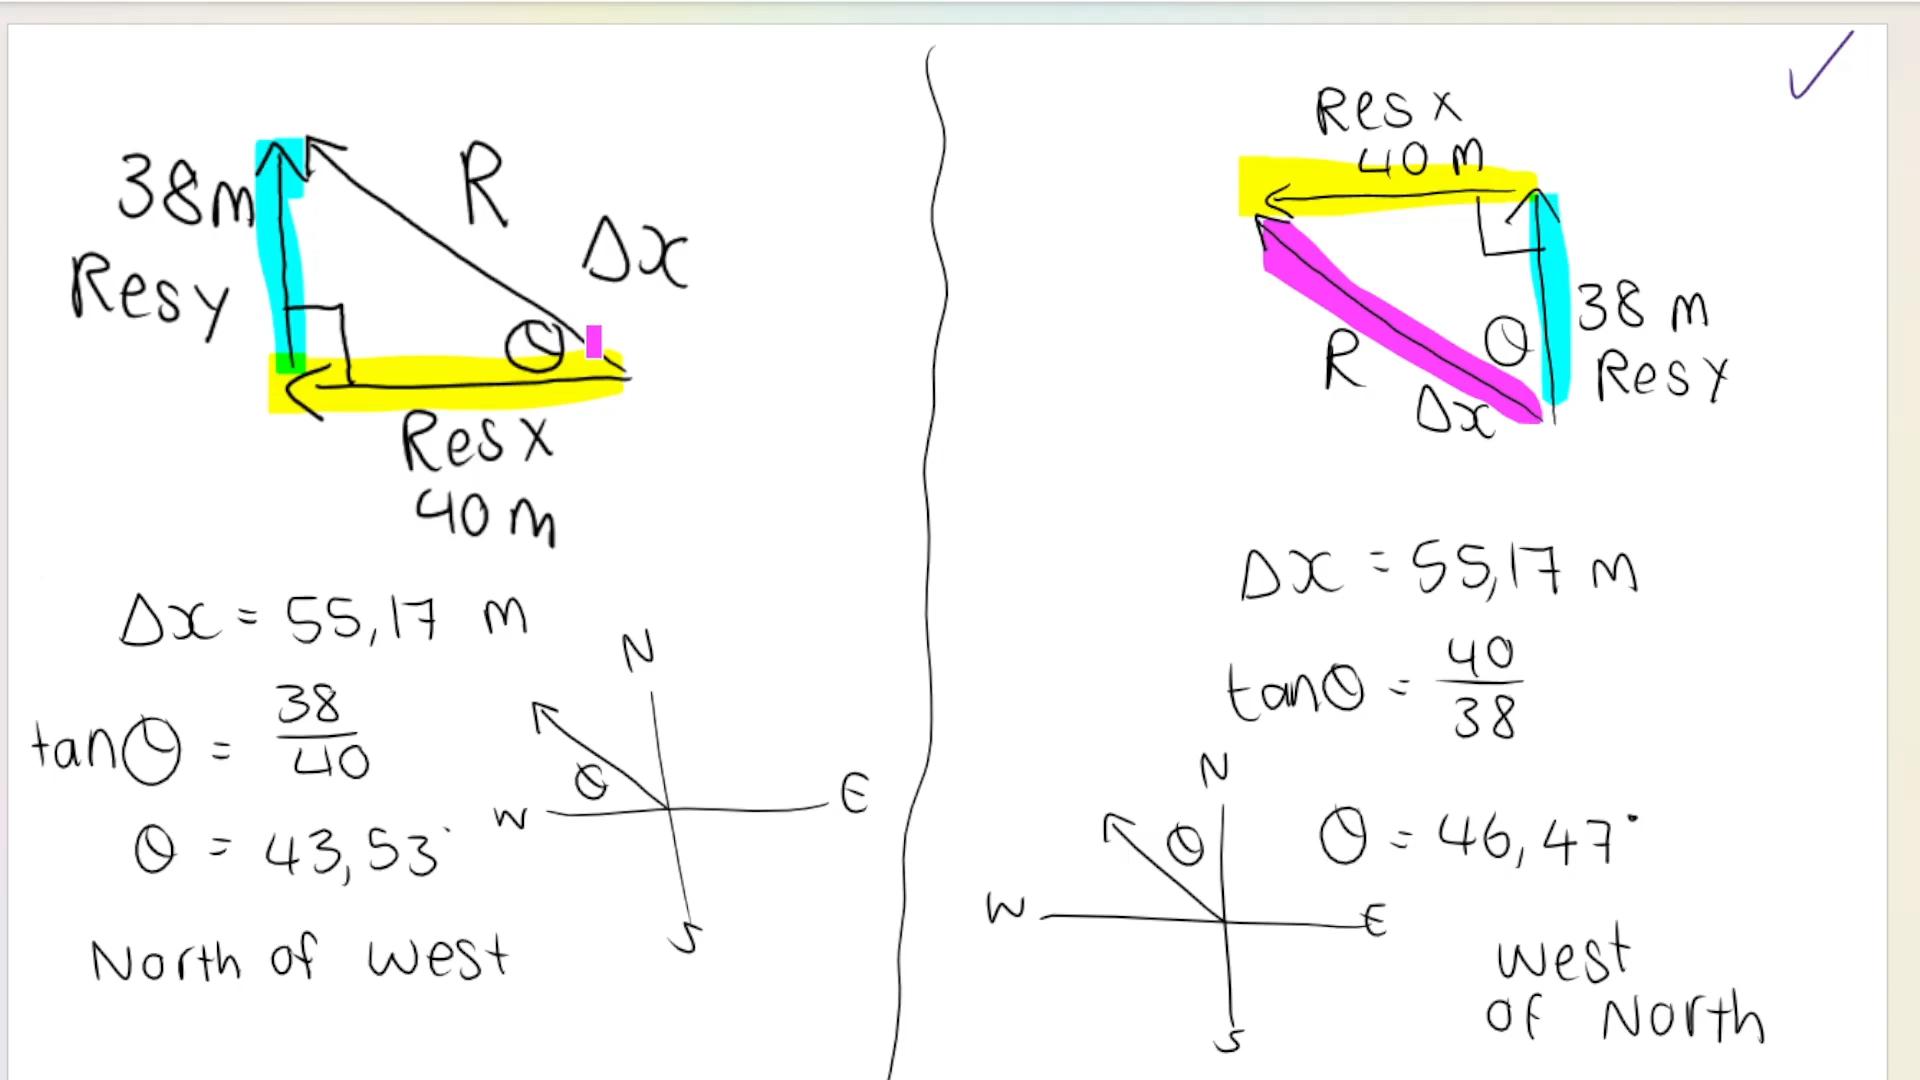 38m
R
Δx
Res y
θ
Res x
40 m
Δx = 55,17 m
tanθ = 38/40
θ = 43,53°
North of West
N
θ
W
E
S
Res x
40 m
38 m
θ
R
Res y
Δx
Δx = 55,17 m
tanθ = 40/38
N
θ
W
E
S
θ = 46,47°
West
of North